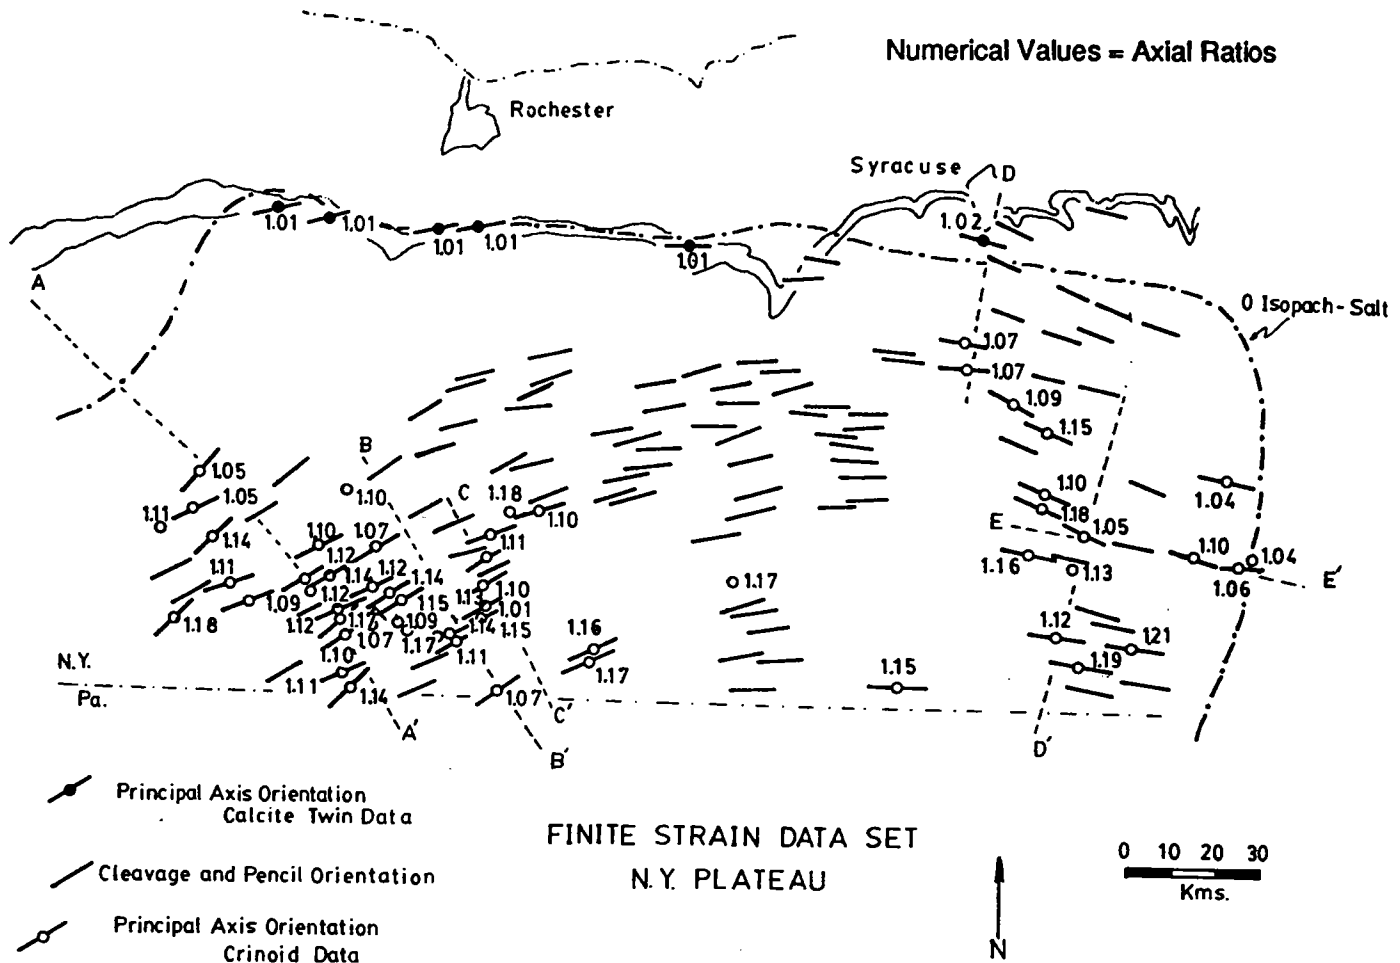 Numerical Values = Axial Ratios
Rochester
Syracuse
D
1.02
1.01
1.01
1.01
1.01
1.01
A
0 Isopach-Salt
1.07
1.07
1.09
1.15
B
1.05
1.05
1.10
C
1.18
1.10
1.10
1.04
1.11
1.14
1.10
1.07
1.11
1.18
E
1.05
1.12
1.10
1.04
1.11
1.14
1.12
1.14
1.17
1.16
1.13
1.06
E'
1.09
1.12
1.15
1.13
1.10
1.01
1.18
1.12
1.17
1.09
1.14
1.15
1.16
1.12
1.21
1.07
1.17
1.11
1.17
1.19
N.Y.
1.10
1.15
Pa.
1.11
1.14
1.07
A'
C'
B'
D'
Principal Axis Orientation
Calcite Twin Data
FINITE STRAIN DATA SET
N.Y. PLATEAU
0 10 20 30
Kms.
Cleavage and Pencil Orientation
Principal Axis Orientation
Crinoid Data
N